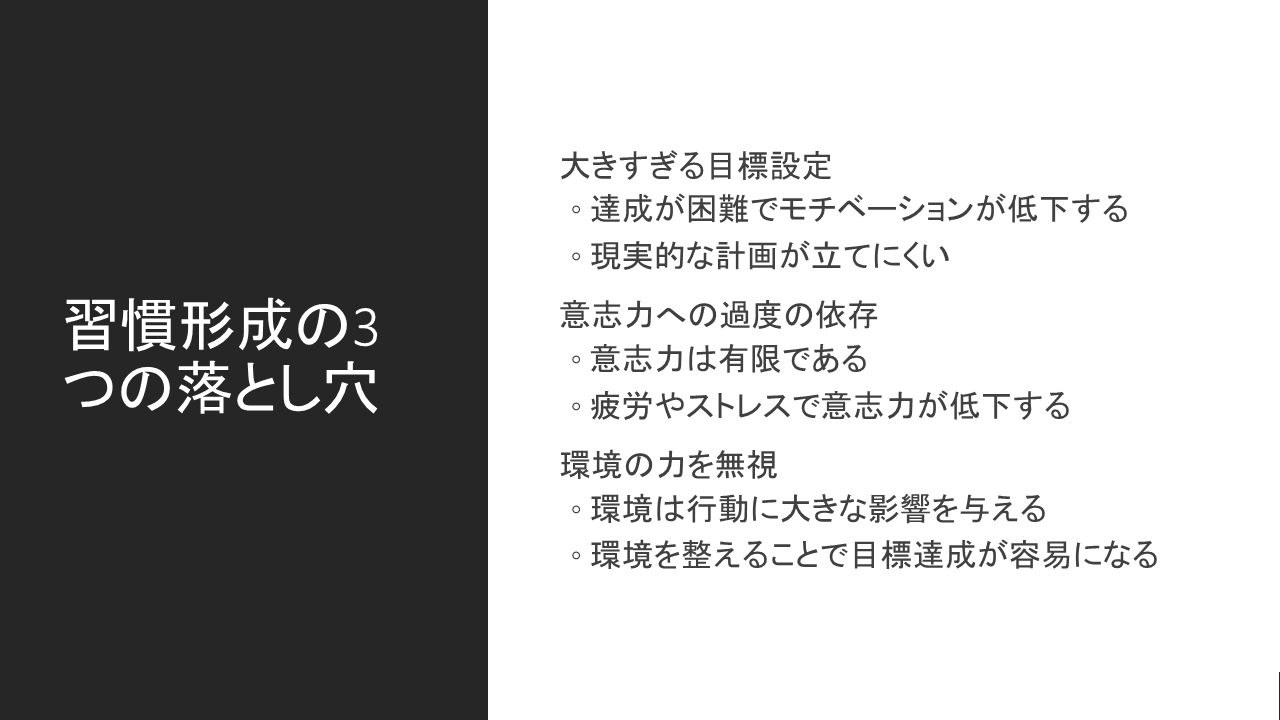 習慣形成の3
つの落とし穴
大きすぎる目標設定
◦ 達成が困難でモチベーションが低下する
◦ 現実的な計画が立てにくい
意志力への過度の依存
◦ 意志力は有限である
◦ 疲労やストレスで意志力が低下する
環境の力を無視
◦ 環境は行動に大きな影響を与える
◦ 環境を整えることで目標達成が容易になる